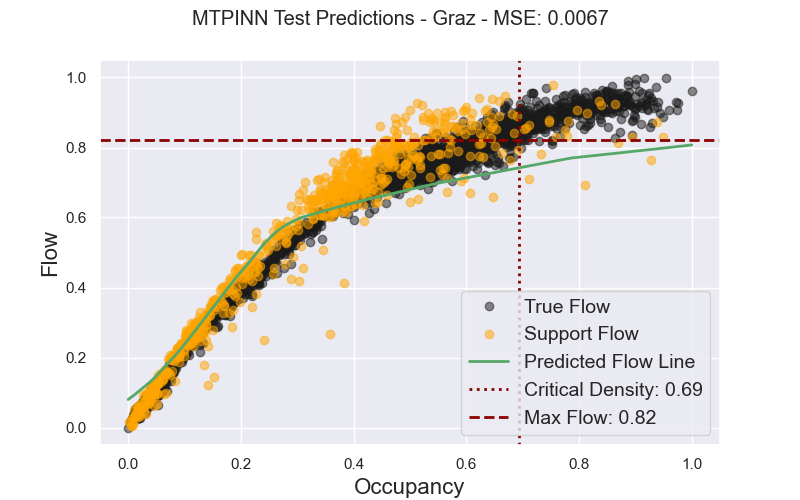 MTPINN Test Predictions - Graz - MSE: 0.0067
1.0
0.8
0.6
0.4
0.2
0.0
Flow
0.0 0.2 0.4 0.6 0.8 1.0
Occupancy
True Flow
Support Flow
Predicted Flow Line
Critical Density: 0.69
Max Flow: 0.82